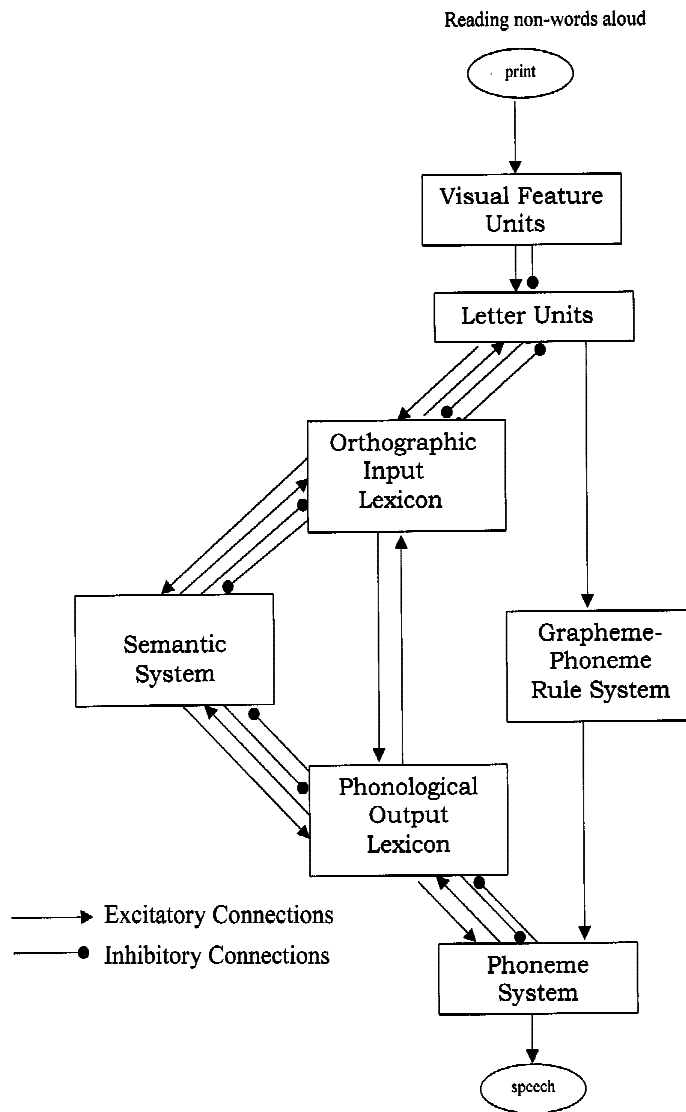 Reading non-words aloud
print
Visual Feature
Units
Letter Units
Orthographic
Input
Lexicon
Semantic
System
Grapheme-
Phoneme
Rule System
Phonological
Output
Lexicon
Excitatory Connections
Inhibitory Connections
Phoneme
System
speech